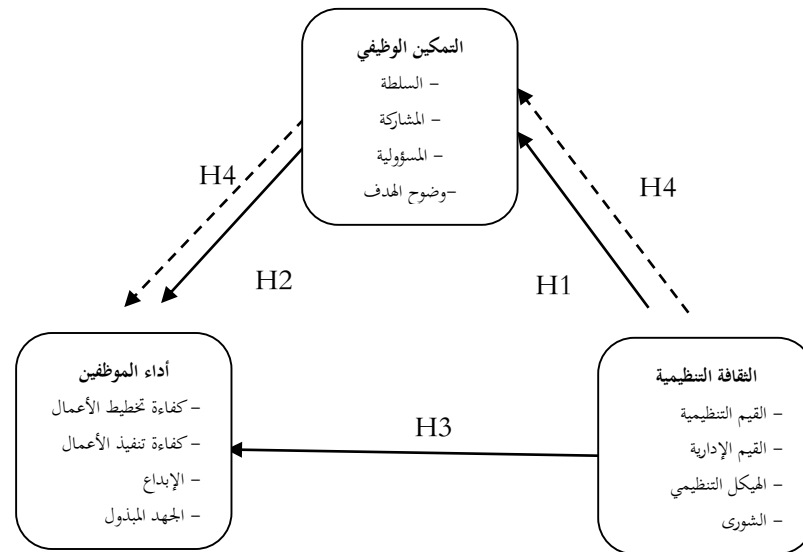 التمكين الوظيفي
- السلطة
- المشاركة
- المسؤولية
-وضوح الهدف
H4
H4
H2
H1
الثقافة التنظيمية
- القيم التنظيمية
- القيم الإدارية
- الهيكل التنظيمي
- الشورى
H3
أداء الموظفين
- كفاءة تخطيط الأعمال
- كفاءة تنفيذ الأعمال
- الإبداع
- الجهد المبذول